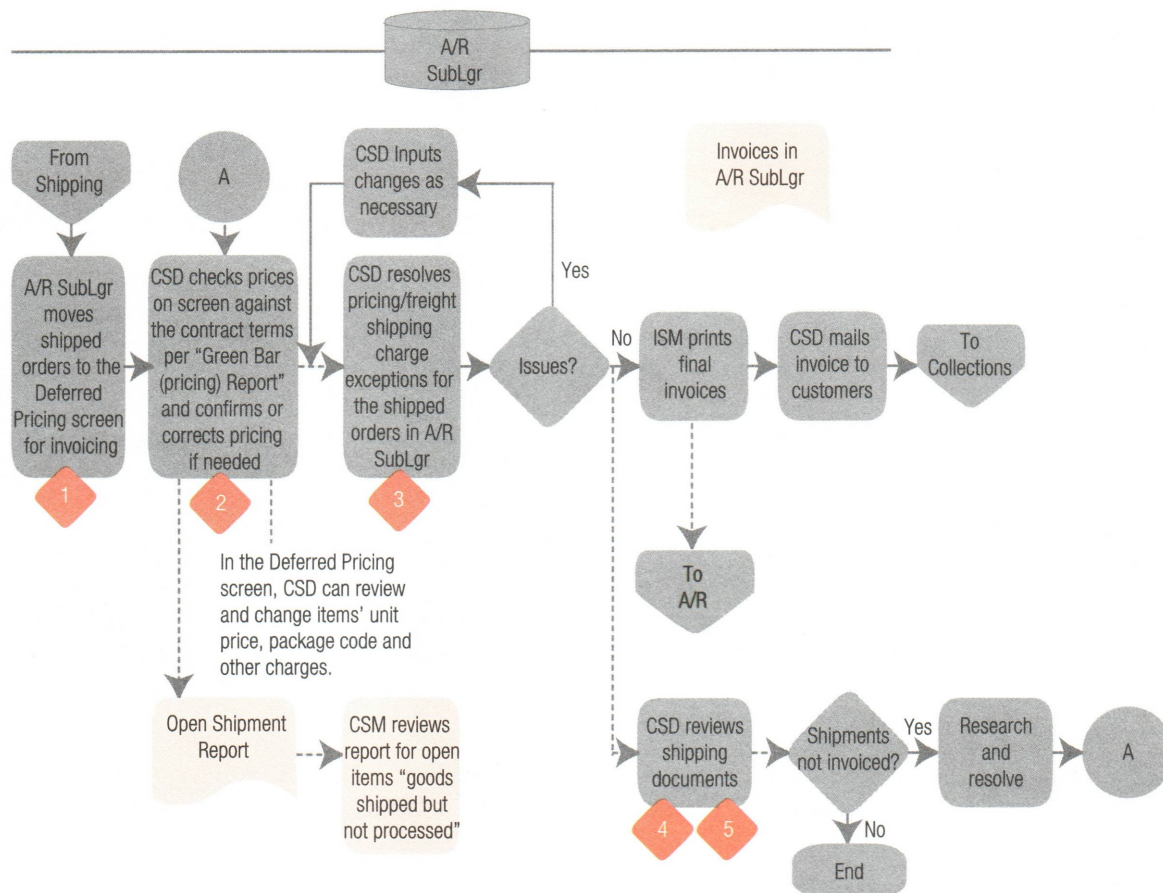 A/R
SubLgr
From
Shipping
A
CSD Inputs
changes as
necessary
Invoices in
A/R SubLgr
Yes
A/R SubLgr
moves
shipped
orders to the
Deferred
Pricing screen
for invoicing
1
CSD checks prices
on screen against
the contract terms
per “Green Bar
(pricing) Report”
and confirms or
corrects pricing
if needed
2
CSD resolves
pricing/freight
shipping
charge
exceptions for
the shipped
orders in A/R
SubLgr
3
Issues?
No
ISM prints
final
invoices
CSD mails
invoice to
customers
To
Collections
In the Deferred Pricing
screen, CSD can review
and change items’ unit
price, package code and
other charges.
To
A/R
Open Shipment
Report
CSM reviews
report for open
items “goods
shipped but
not processed”
CSD reviews
shipping
documents
4
5
Shipments
not invoiced?
Yes
Research
and
resolve
A
No
End